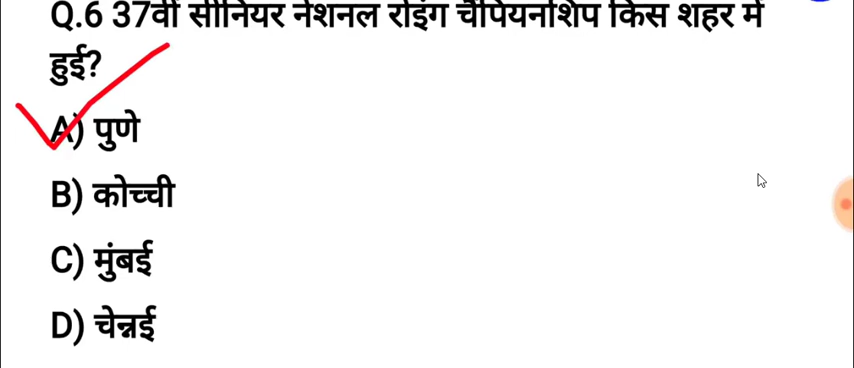 Q.6 37वीं सीनियर नेशनल रोइंग चैंपियनशिप किस शहर में
हुई?
A) पुणे
B) कोच्ची
C) मुंबई
D) चेन्नई